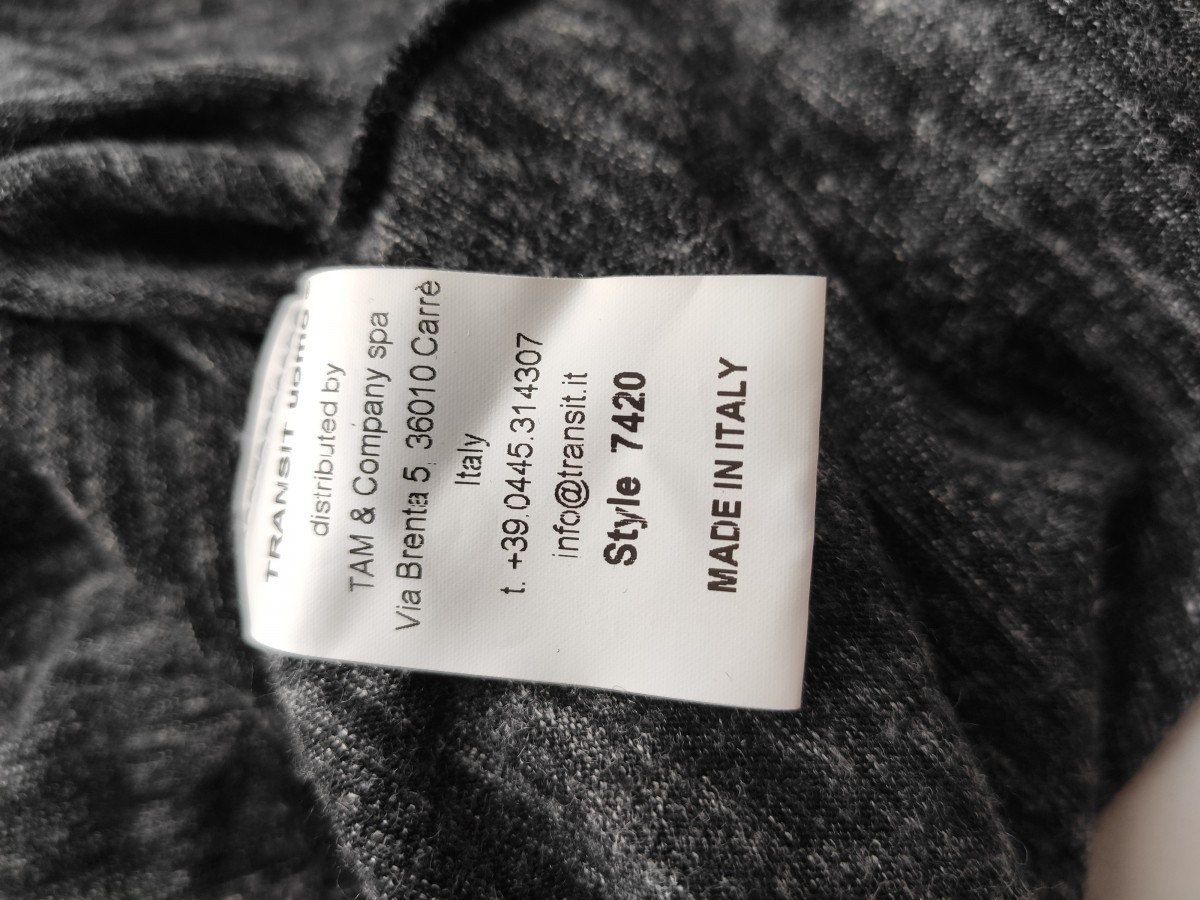 TRANSIT uomo
distributed by
TAM & Company spa
Via Brenta 5, 36010 Carrè
Italy
t. +39.0445.314307
info@transit.it
Style 7420
MADE IN ITALY